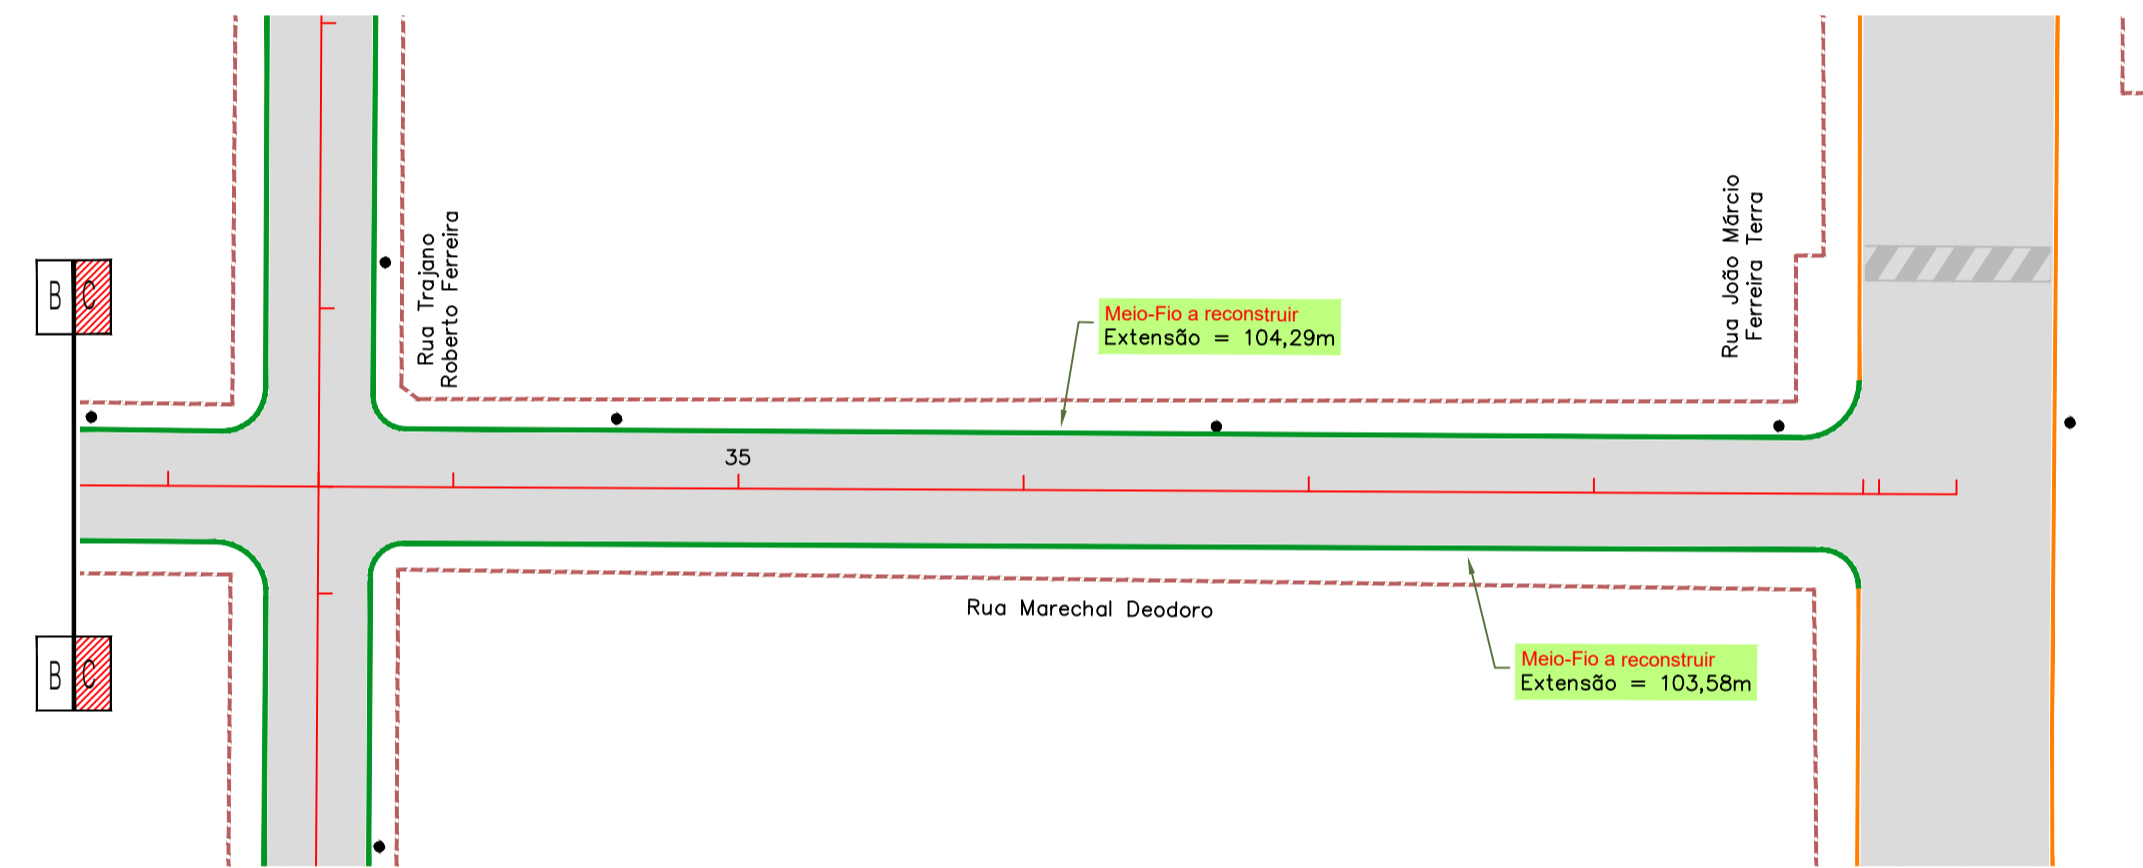 Rua Trajano
Roberto Ferreira
Rua João Márcio
Ferreira Terra
B
C
Meio-Fio a reconstruir
Extensão = 104,29m
35
Rua Marechal Deodoro
B
C
Meio-Fio a reconstruir
Extensão = 103,58m